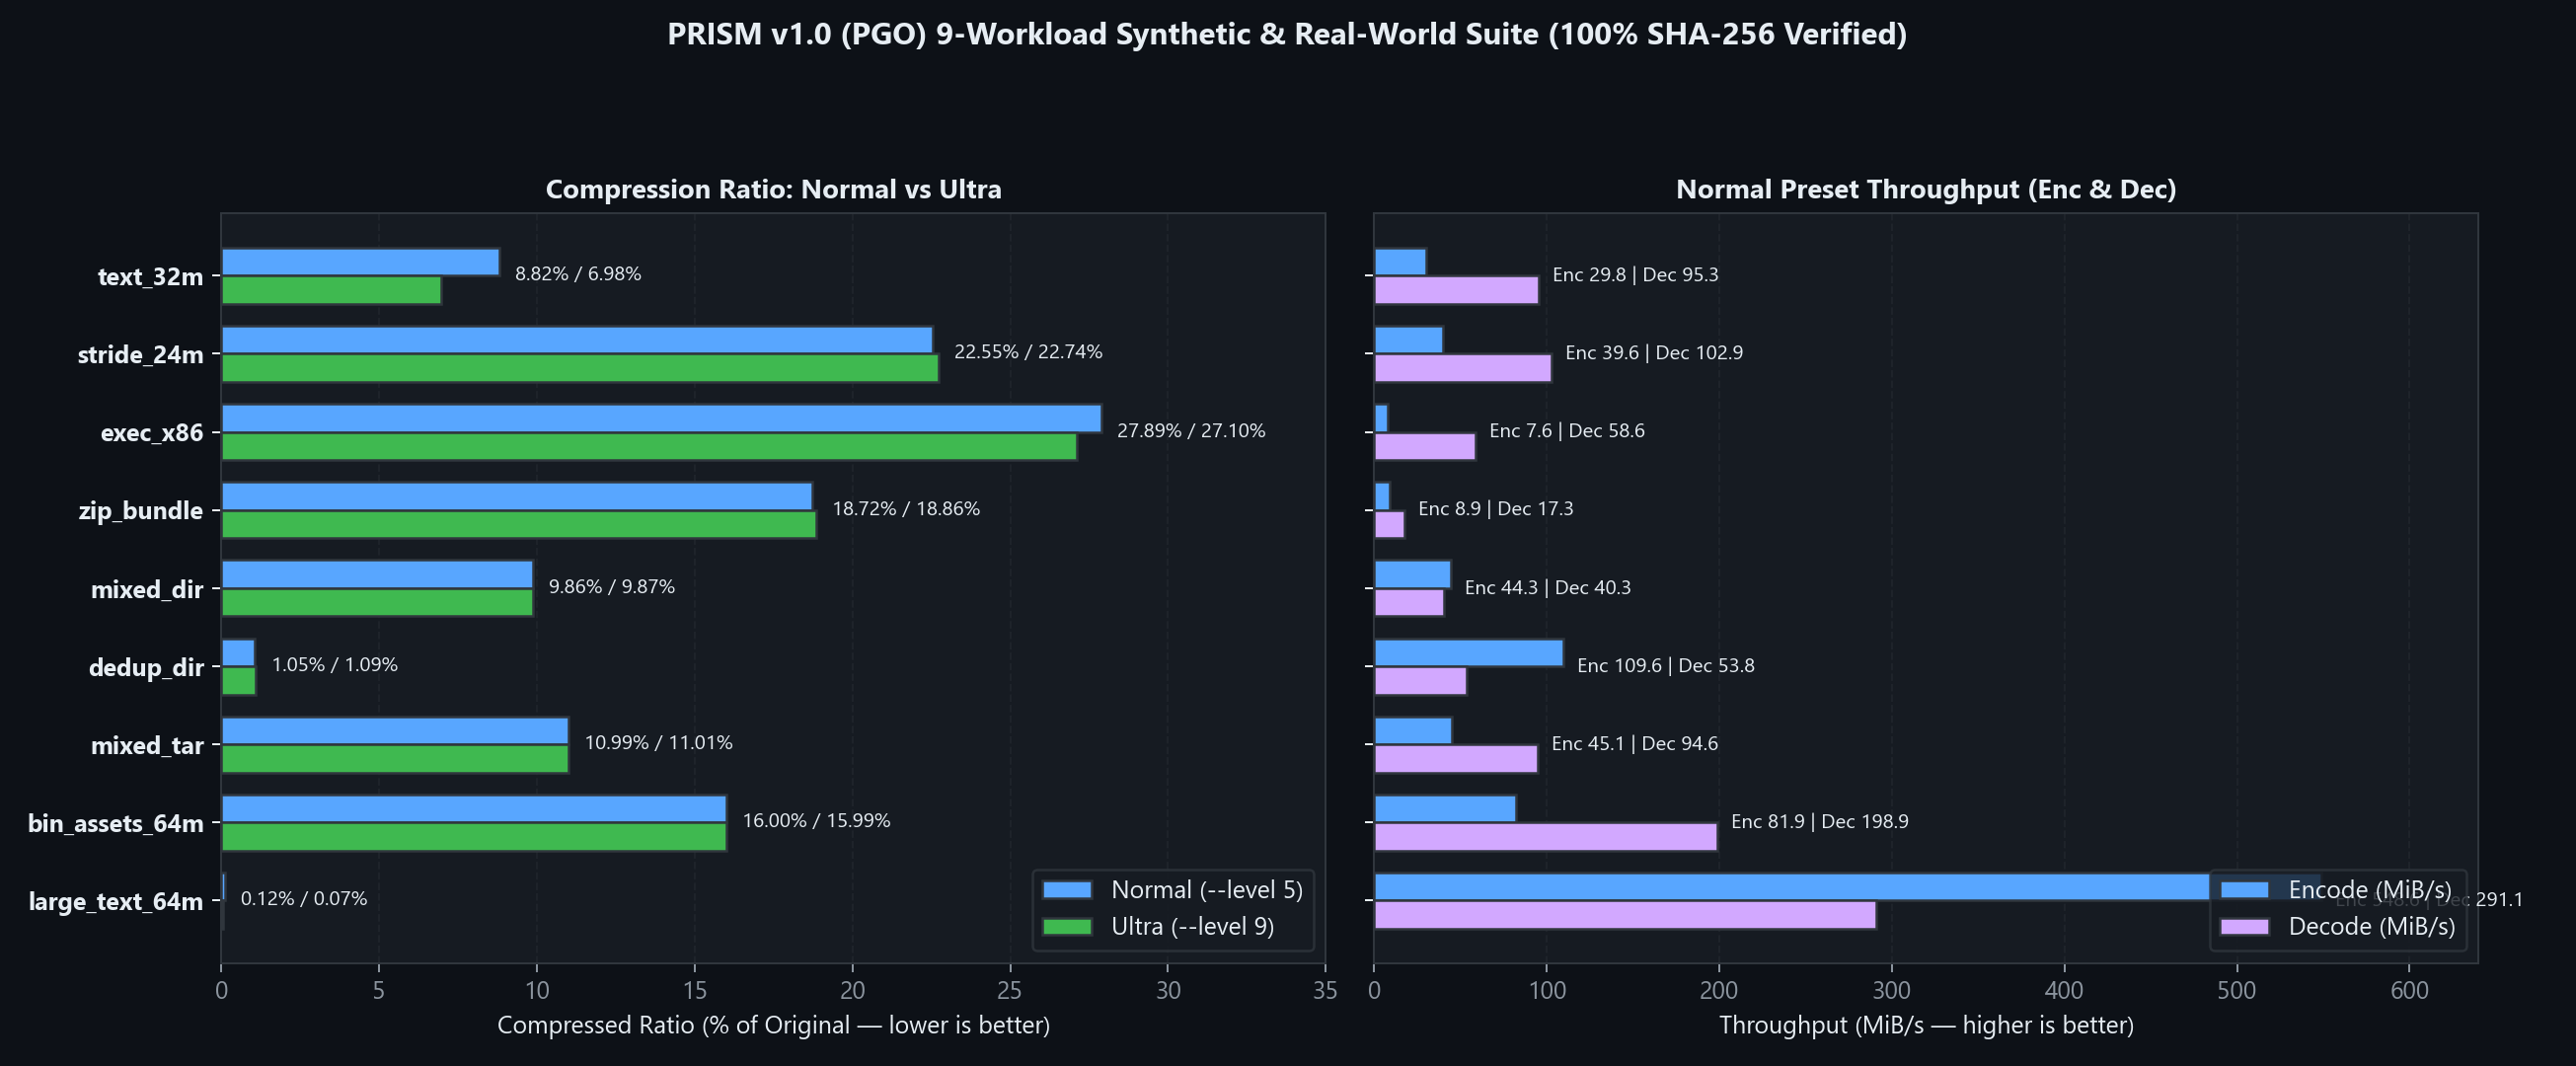 PRISM v1.0 (PGO) 9-Workload Synthetic & Real-World Suite (100% SHA-256 Verified)
Compression Ratio: Normal vs Ultra
text_32m
8.82% / 6.98%
stride_24m
22.55% / 22.74%
exec_x86
27.89% / 27.10%
zip_bundle
18.72% / 18.86%
mixed_dir
9.86% / 9.87%
dedup_dir
1.05% / 1.09%
mixed_tar
10.99% / 11.01%
bin_assets_64m
16.00% / 15.99%
large_text_64m
0.12% / 0.07%
Normal (--level 5)
Ultra (--level 9)
0 5 10 15 20 25 30 35
Compressed Ratio (% of Original — lower is better)
Normal Preset Throughput (Enc & Dec)
Enc 29.8 | Dec 95.3
Enc 39.6 | Dec 102.9
Enc 7.6 | Dec 58.6
Enc 8.9 | Dec 17.3
Enc 44.3 | Dec 40.3
Enc 109.6 | Dec 53.8
Enc 45.1 | Dec 94.6
Enc 81.9 | Dec 198.9
Enc | Dec 291.1
Encode (MiB/s)
Decode (MiB/s)
0 100 200 300 400 500 600
Throughput (MiB/s — higher is better)